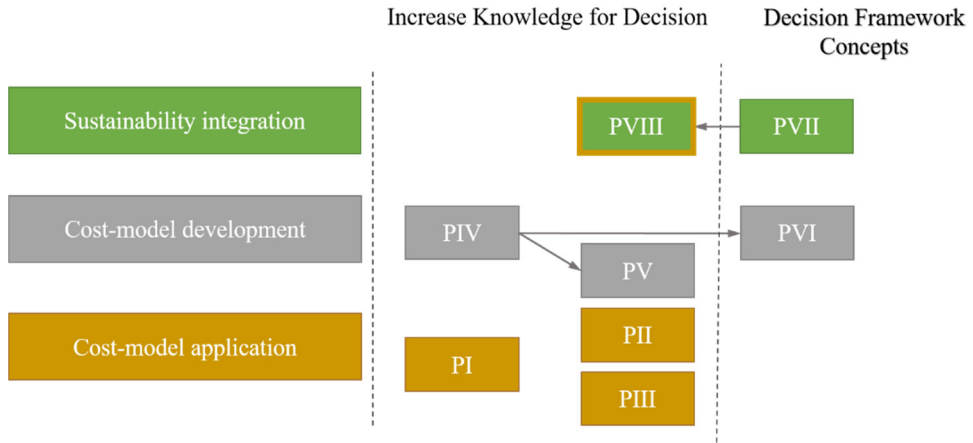 Increase Knowledge for Decision
Decision Framework
Concepts
Sustainability integration
PVIII
PVII
Cost-model development
PIV
PVI
PV
Cost-model application
PI
PII
PIII